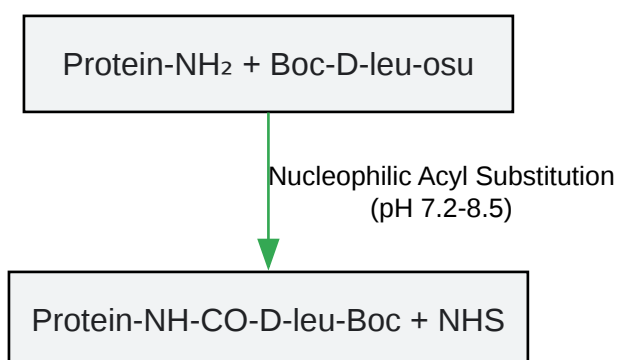 Protein-NH₂ + Boc-D-leu-osu
Nucleophilic Acyl Substitution
(pH 7.2-8.5)
Protein-NH-CO-D-leu-Boc + NHS